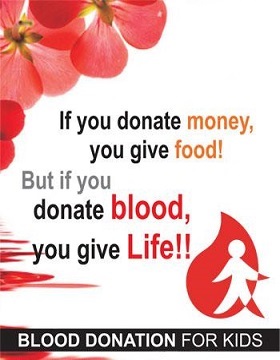 If you donate money,
you give food!
But if you
donate blood,
you give Life!!
BLOOD DONATION FOR KIDS